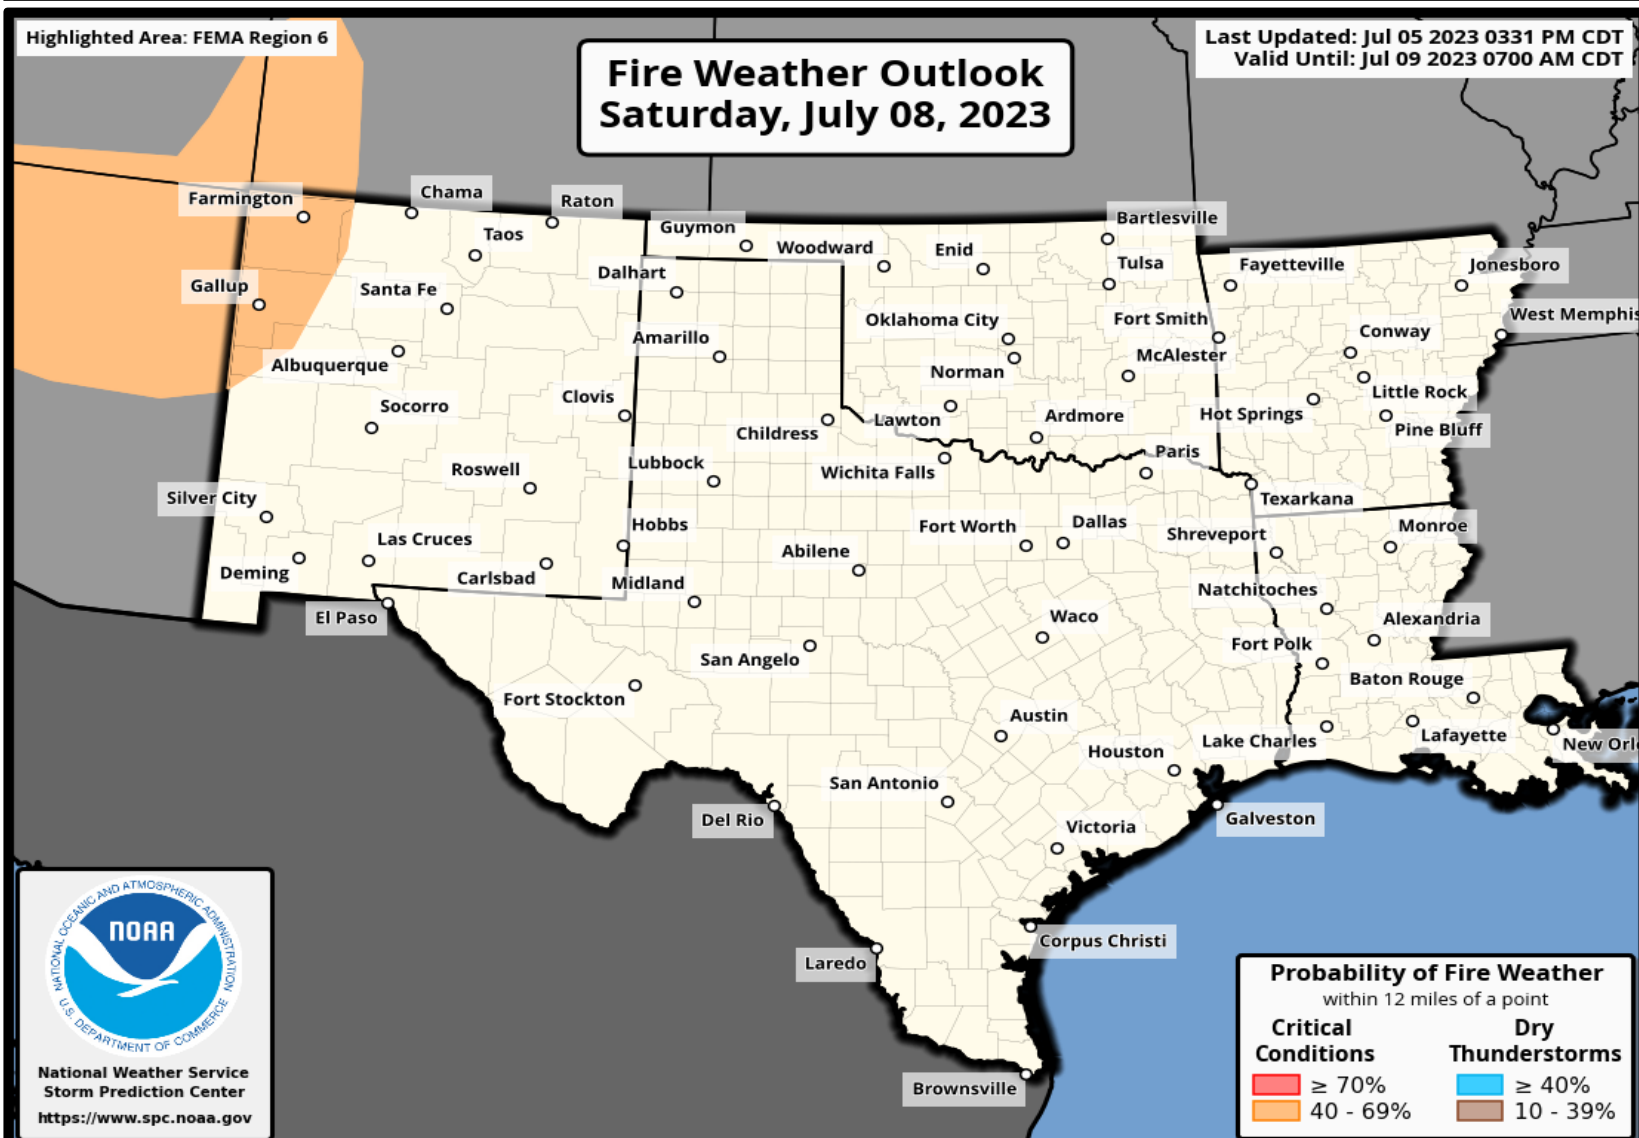 Highlighted Area: FEMA Region 6
Last Updated: Jul 05 2023 0331 PM CDT
Valid Until: Jul 09 2023 0700 AM CDT
Fire Weather Outlook
Saturday, July 08, 2023
Farmington
Chama
Raton
Taos
Guymon
Woodward
Enid
Bartlesville
Tulsa
Fayetteville
Jonesboro
Gallup
Santa Fe
Dalhart
Oklahoma City
Fort Smith
West Memphis
Amarillo
Conway
Albuquerque
Norman
McAlester
Little Rock
Socorro
Clovis
Childress
Lawton
Ardmore
Hot Springs
Pine Bluff
Roswell
Lubbock
Wichita Falls
Paris
Silver City
Texarkana
Las Cruces
Hobbs
Abilene
Fort Worth
Dallas
Shreveport
Monroe
Deming
Carlsbad
Midland
Natchitoches
El Paso
Waco
Alexandria
San Angelo
Fort Polk
Fort Stockton
Baton Rouge
Austin
Houston
Lake Charles
Lafayette
New Orl
San Antonio
Del Rio
Victoria
Galveston
Laredo
Corpus Christi
Brownsville
NATIONAL OCEANIC AND ATMOSPHERIC ADMINISTRATION
NOAA
U.S. DEPARTMENT OF COMMERCE
National Weather Service
Storm Prediction Center
https://www.spc.noaa.gov
Probability of Fire Weather
within 12 miles of a point
Critical Conditions
≥ 70%
40 - 69%
Dry Thunderstorms
≥ 40%
10 - 39%